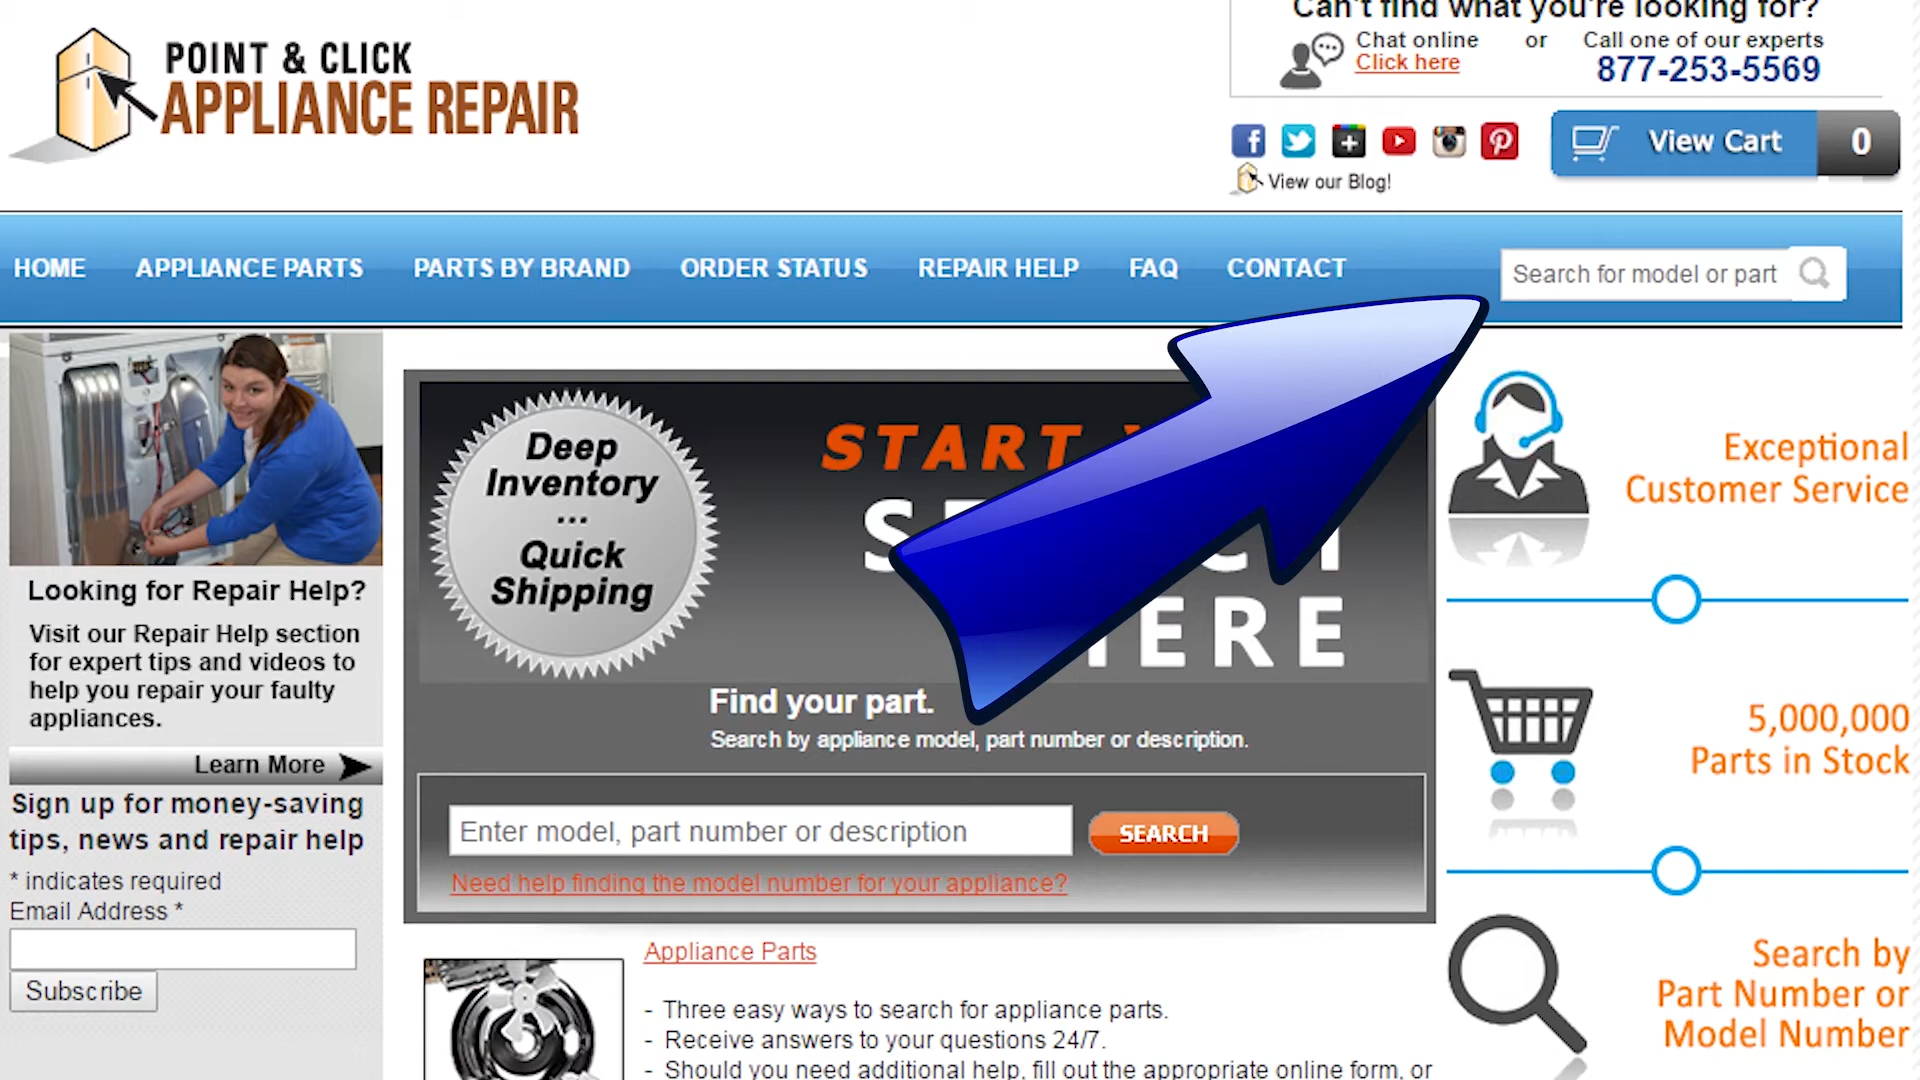 POINT & CLICK
APPLIANCE REPAIR
Can't find what you're looking for?
Chat online or Call one of our experts
Click here 877-253-5569
View Cart 0
View our Blog!
HOME APPLIANCE PARTS PARTS BY BRAND ORDER STATUS REPAIR HELP FAQ CONTACT
Search for model or part
Looking for Repair Help?
Visit our Repair Help section
for expert tips and videos to
help you repair your faulty
appliances.
Learn More
Sign up for money-saving
tips, news and repair help
* indicates required
Email Address *
Subscribe
Deep
Inventory
...
Quick
Shipping
START
Find your part.
Search by appliance model, part number or description.
Enter model, part number or description
SEARCH
Need help finding the model number for your appliance?
Appliance Parts
- Three easy ways to search for appliance parts.
- Receive answers to your questions 24/7.
- Should you need additional help, fill out the appropriate online form, or
Exceptional
Customer Service
5,000,000
Parts in Stock
Search by
Part Number or
Model Number